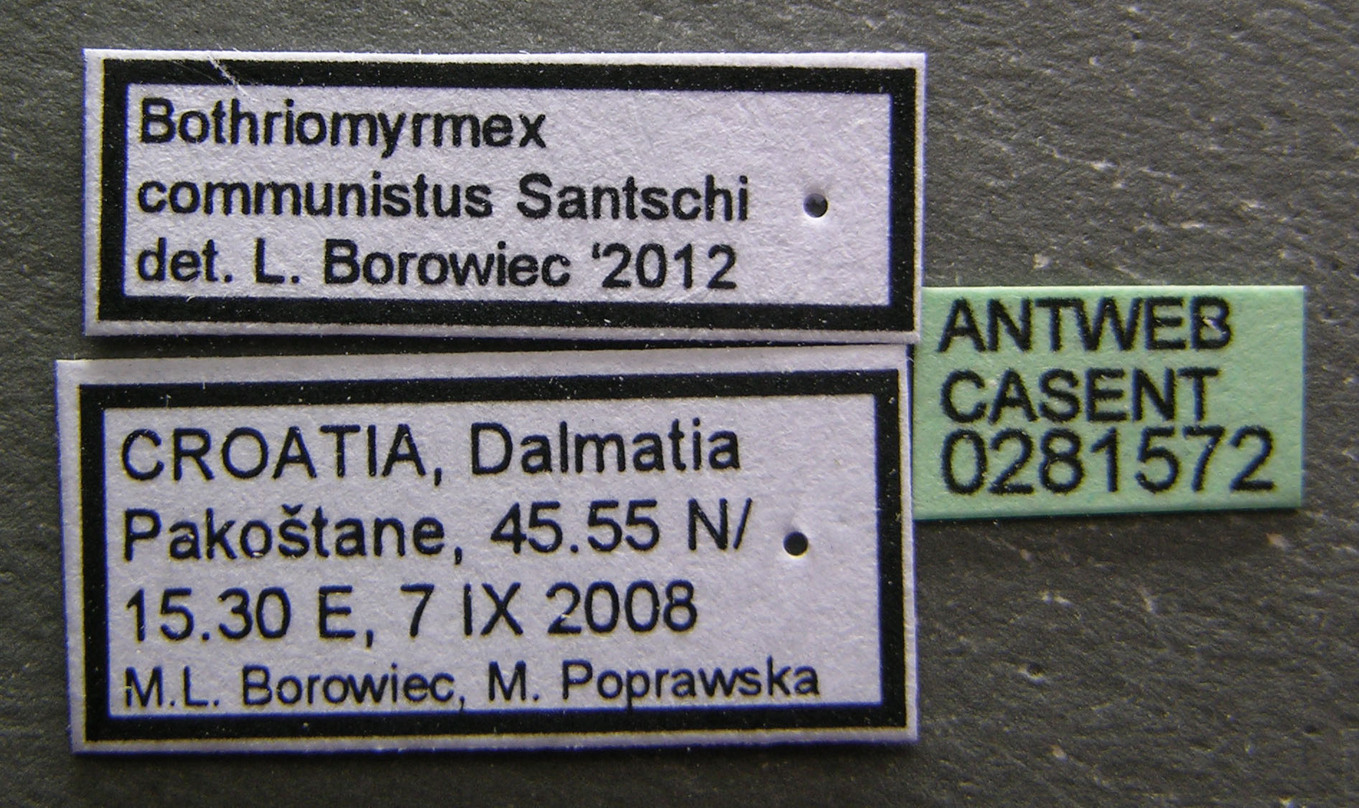 Bothriomyrmex
communistus Santschi
det. L. Borowiec '2012
CROATIA, Dalmatia
Pakoštane, 45.55 N/
15.30 E, 7 IX 2008
M.L. Borowiec, M. Poprawska
ANTWEB
CASENT
0281572